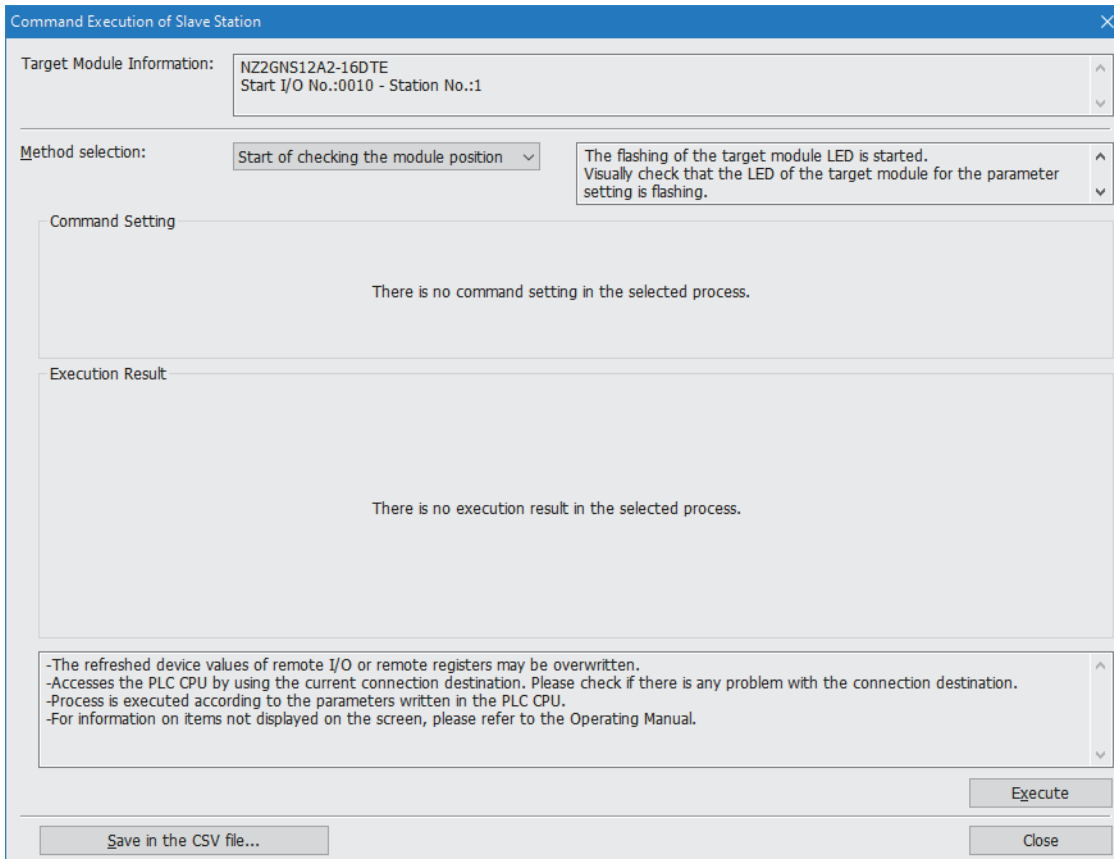 Command Execution of Slave Station
Target Module Information:
NZ2GNS12A2-16DTE
Start I/O No.:0010 - Station No.:1
Method selection:
Start of checking the module position
The flashing of the target module LED is started.
Visually check that the LED of the target module for the parameter
setting is flashing.
Command Setting
There is no command setting in the selected process.
Execution Result
There is no execution result in the selected process.
-The refreshed device values of remote I/O or remote registers may be overwritten.
-Accesses the PLC CPU by using the current connection destination. Please check if there is any problem with the connection destination.
-Process is executed according to the parameters written in the PLC CPU.
-For information on items not displayed on the screen, please refer to the Operating Manual.
Execute
Save in the CSV file...
Close